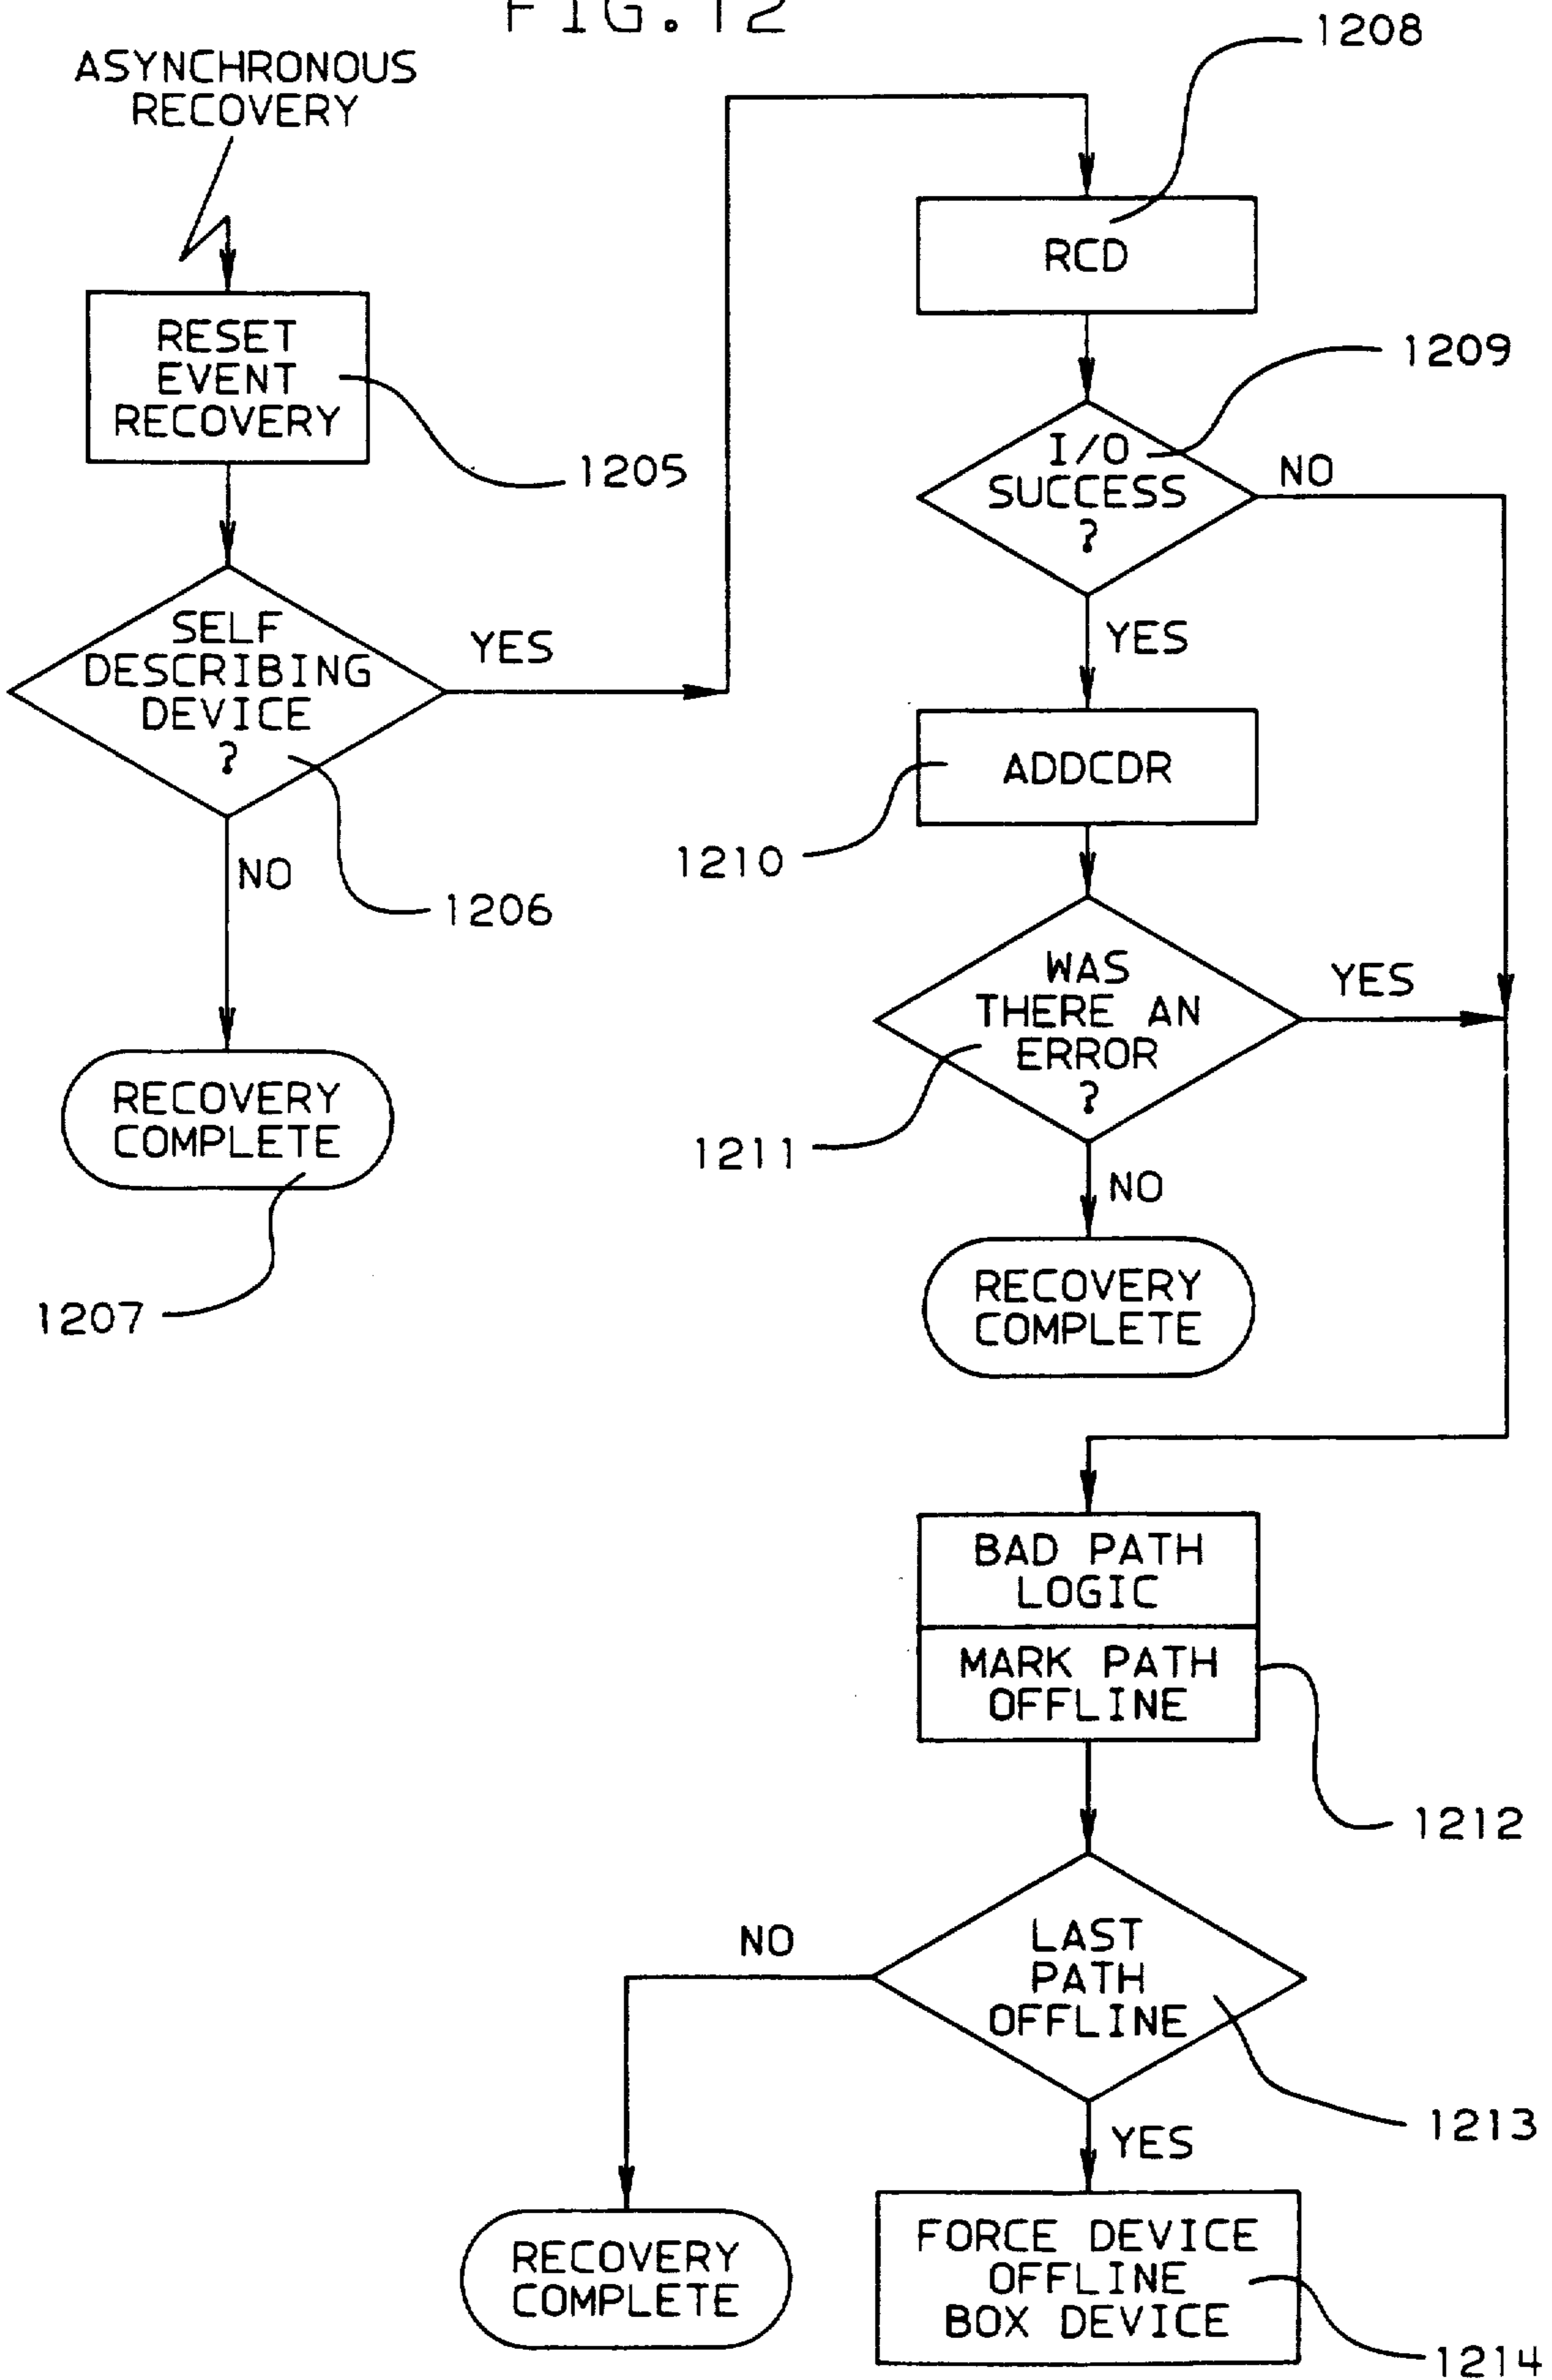 FIG.12
ASYNCHRONOUS
RECOVERY
RESET
EVENT
RECOVERY
1205
SELF
DESCRIBING
DEVICE
?
YES
NO
1206
RECOVERY
COMPLETE
1207
1208
RCD
1209
I/O
SUCCESS
?
NO
YES
ADDCDR
1210
WAS
THERE AN
ERROR
?
YES
1211
NO
RECOVERY
COMPLETE
BAD PATH
LOGIC
MARK PATH
OFFLINE
1212
LAST
PATH
OFFLINE
NO
1213
YES
RECOVERY
COMPLETE
FORCE DEVICE
OFFLINE
BOX DEVICE
1214